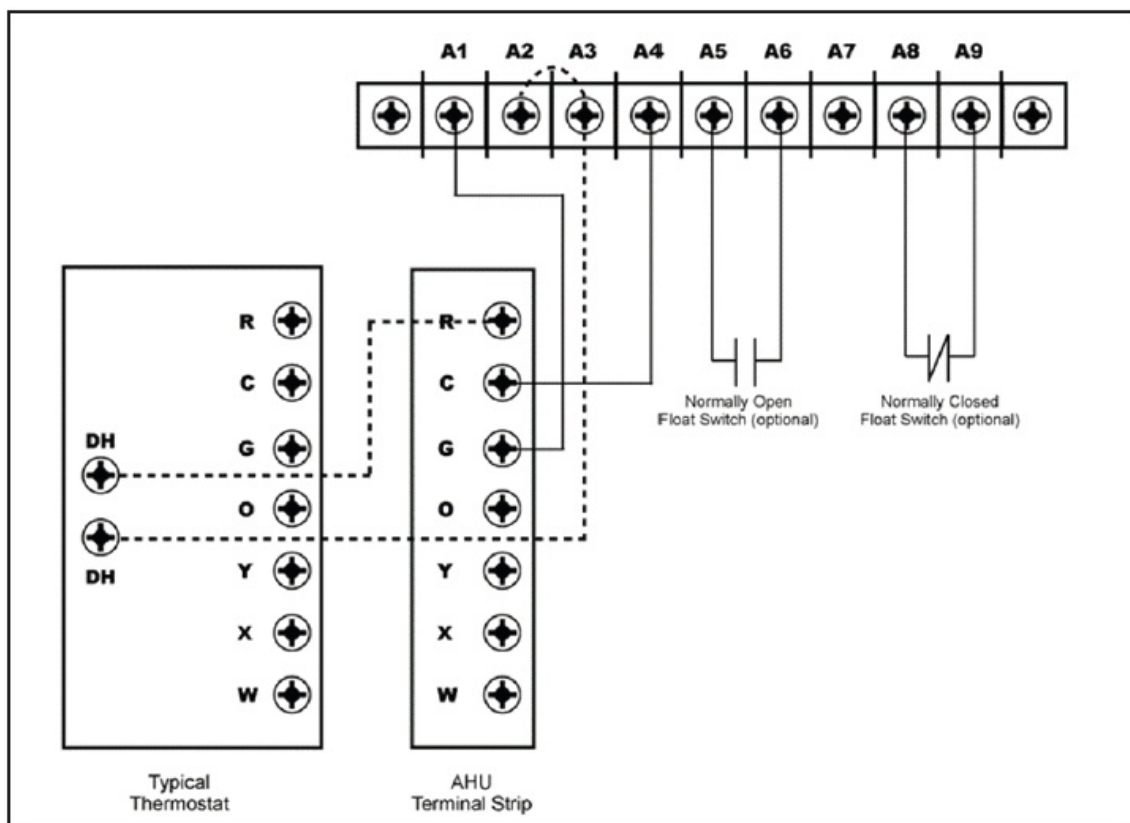 A1 A2 A3 A4 A5 A6 A7 A8 A9
R R
C C
Normally Open
Float Switch (optional)
Normally Closed
Float Switch (optional)
DH G G
O O
DH Y Y
X X
W W
Typical
Thermostat
AHU
Terminal Strip